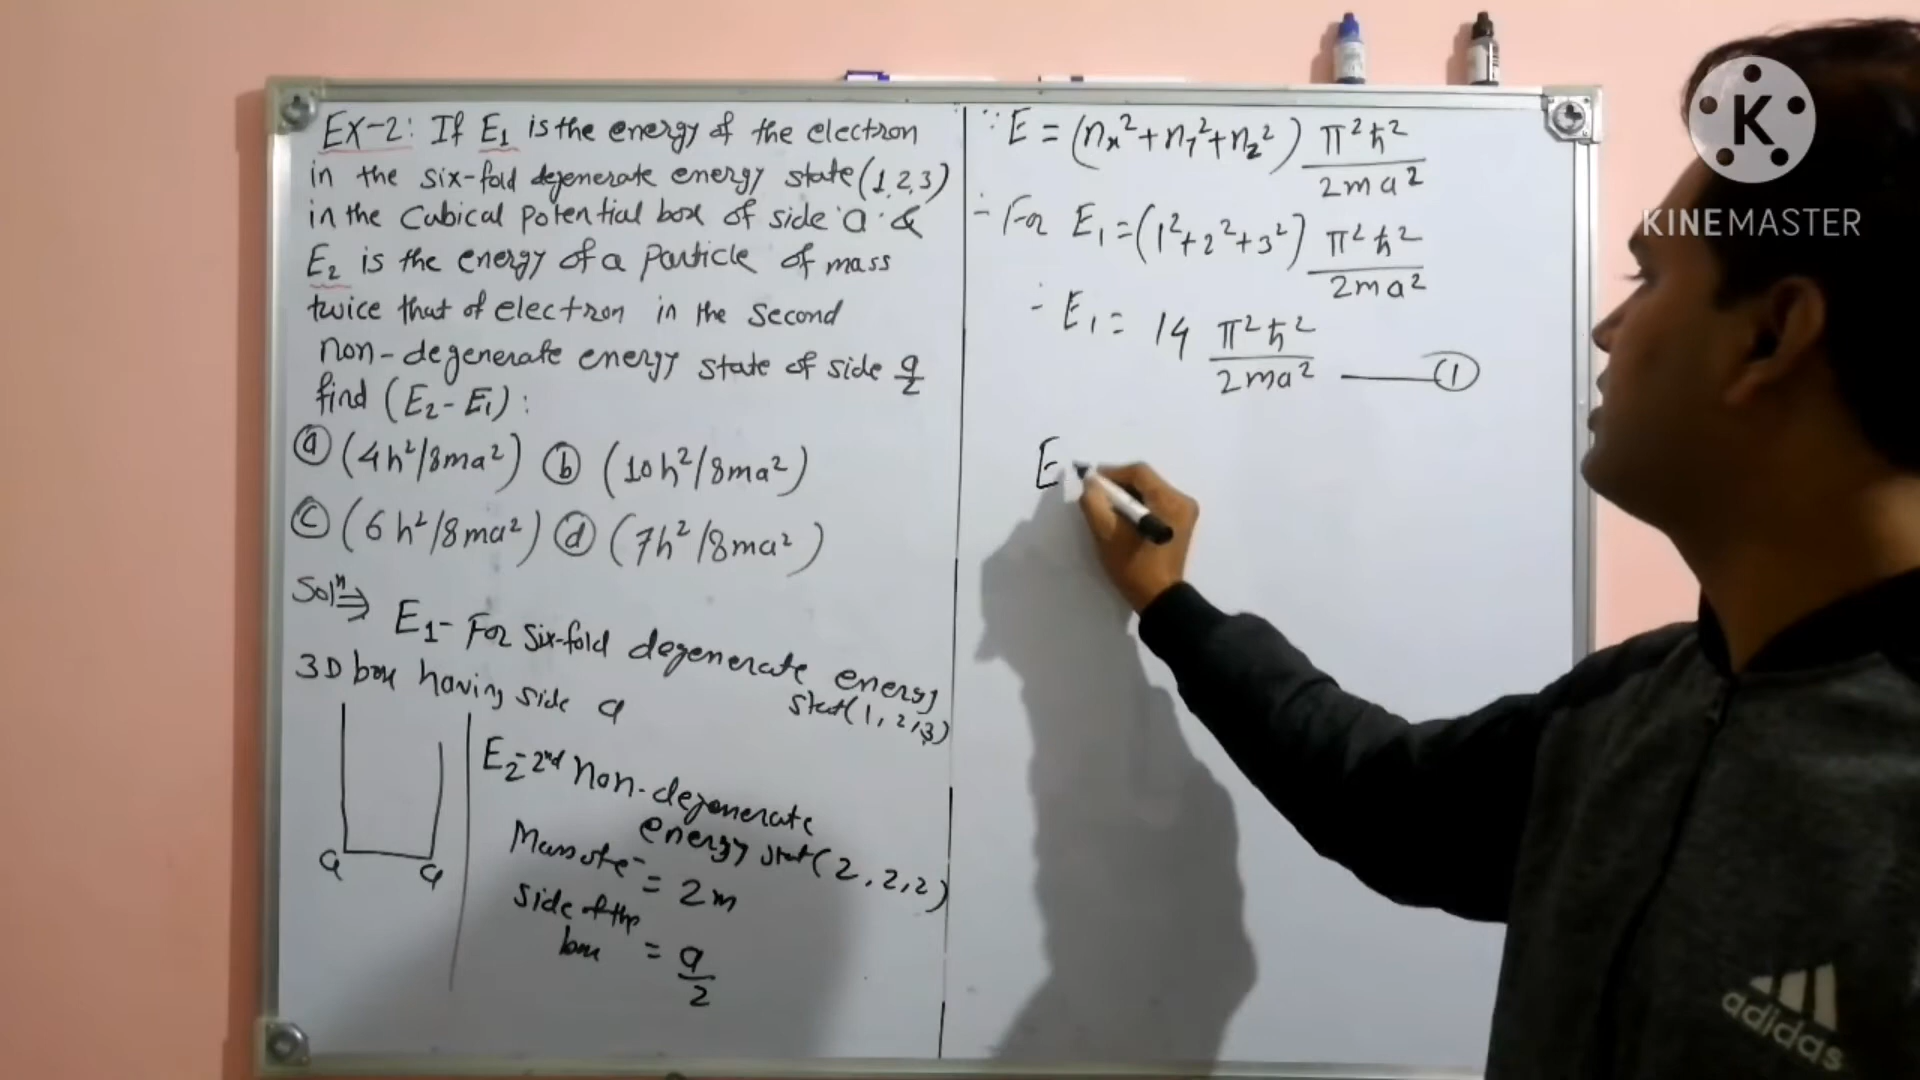 Ex-2: If E₁ is the energy of the electron
in the six-fold degenerate energy state (1,2,3)
in the cubical potential box of side 'a' &
E₂ is the energy of a particle of mass
twice that of electron in the second
non-degenerate energy state of side a/2
find (E₂-E₁):
ⓐ (4h²/8ma²) ⓑ (10h²/8ma²)
ⓒ (6h²/8ma²) ⓓ (7h²/8ma²)
Solⁿ⇒
E₁- For six-fold degenerate energy
stat(1,2,3)
3D box having side a
a a
E₂-2nd non-degenerate
energy stat(2,2,2)
Mass of e⁻ = 2m
side of the
box = a/2
∵ E = (nx²+ny²+nz²) π²ℏ²/2ma²
∴ For E₁=(1²+2²+3²) π²ℏ²/2ma²
∴ E₁= 14 π²ℏ²/2ma² —①
E
K
KINEMASTER
adidas